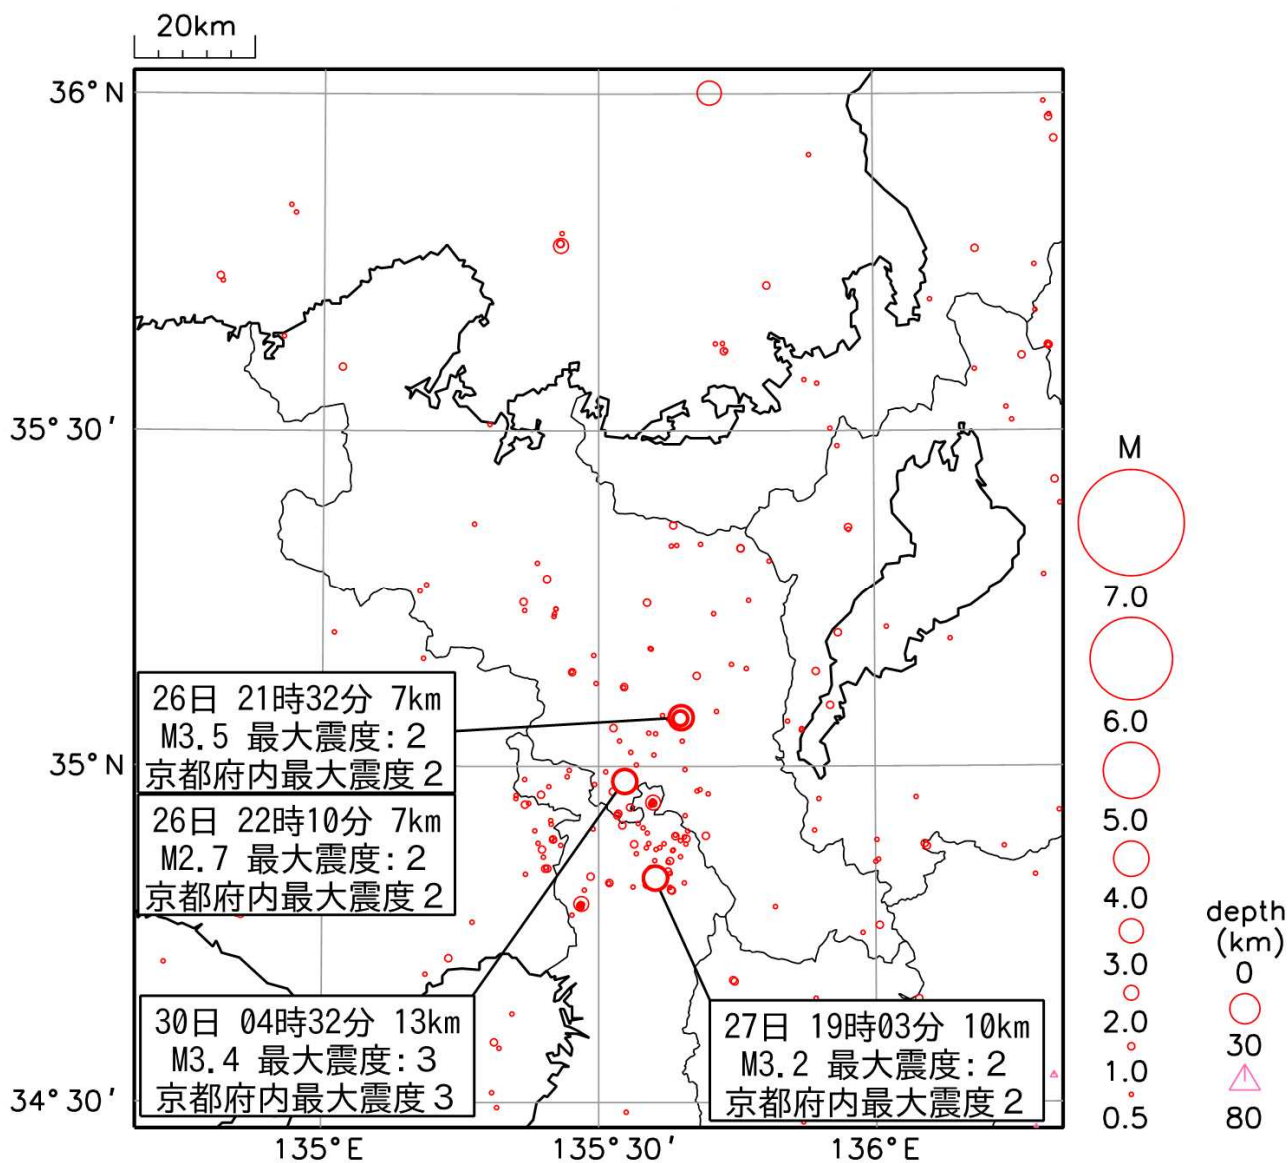 20km
36°N
35°30′
35°N
34°30′
135°E
135°30′
136°E
26日 21時32分 7km
M3.5 最大震度:2
京都府内最大震度2
26日 22時10分 7km
M2.7 最大震度:2
京都府内最大震度2
30日 04時32分 13km
M3.4 最大震度:3
京都府内最大震度3
27日 19時03分 10km
M3.2 最大震度:2
京都府内最大震度2
M
7.0
6.0
5.0
4.0
3.0
2.0
1.0
0.5
depth
(km)
0
30
80